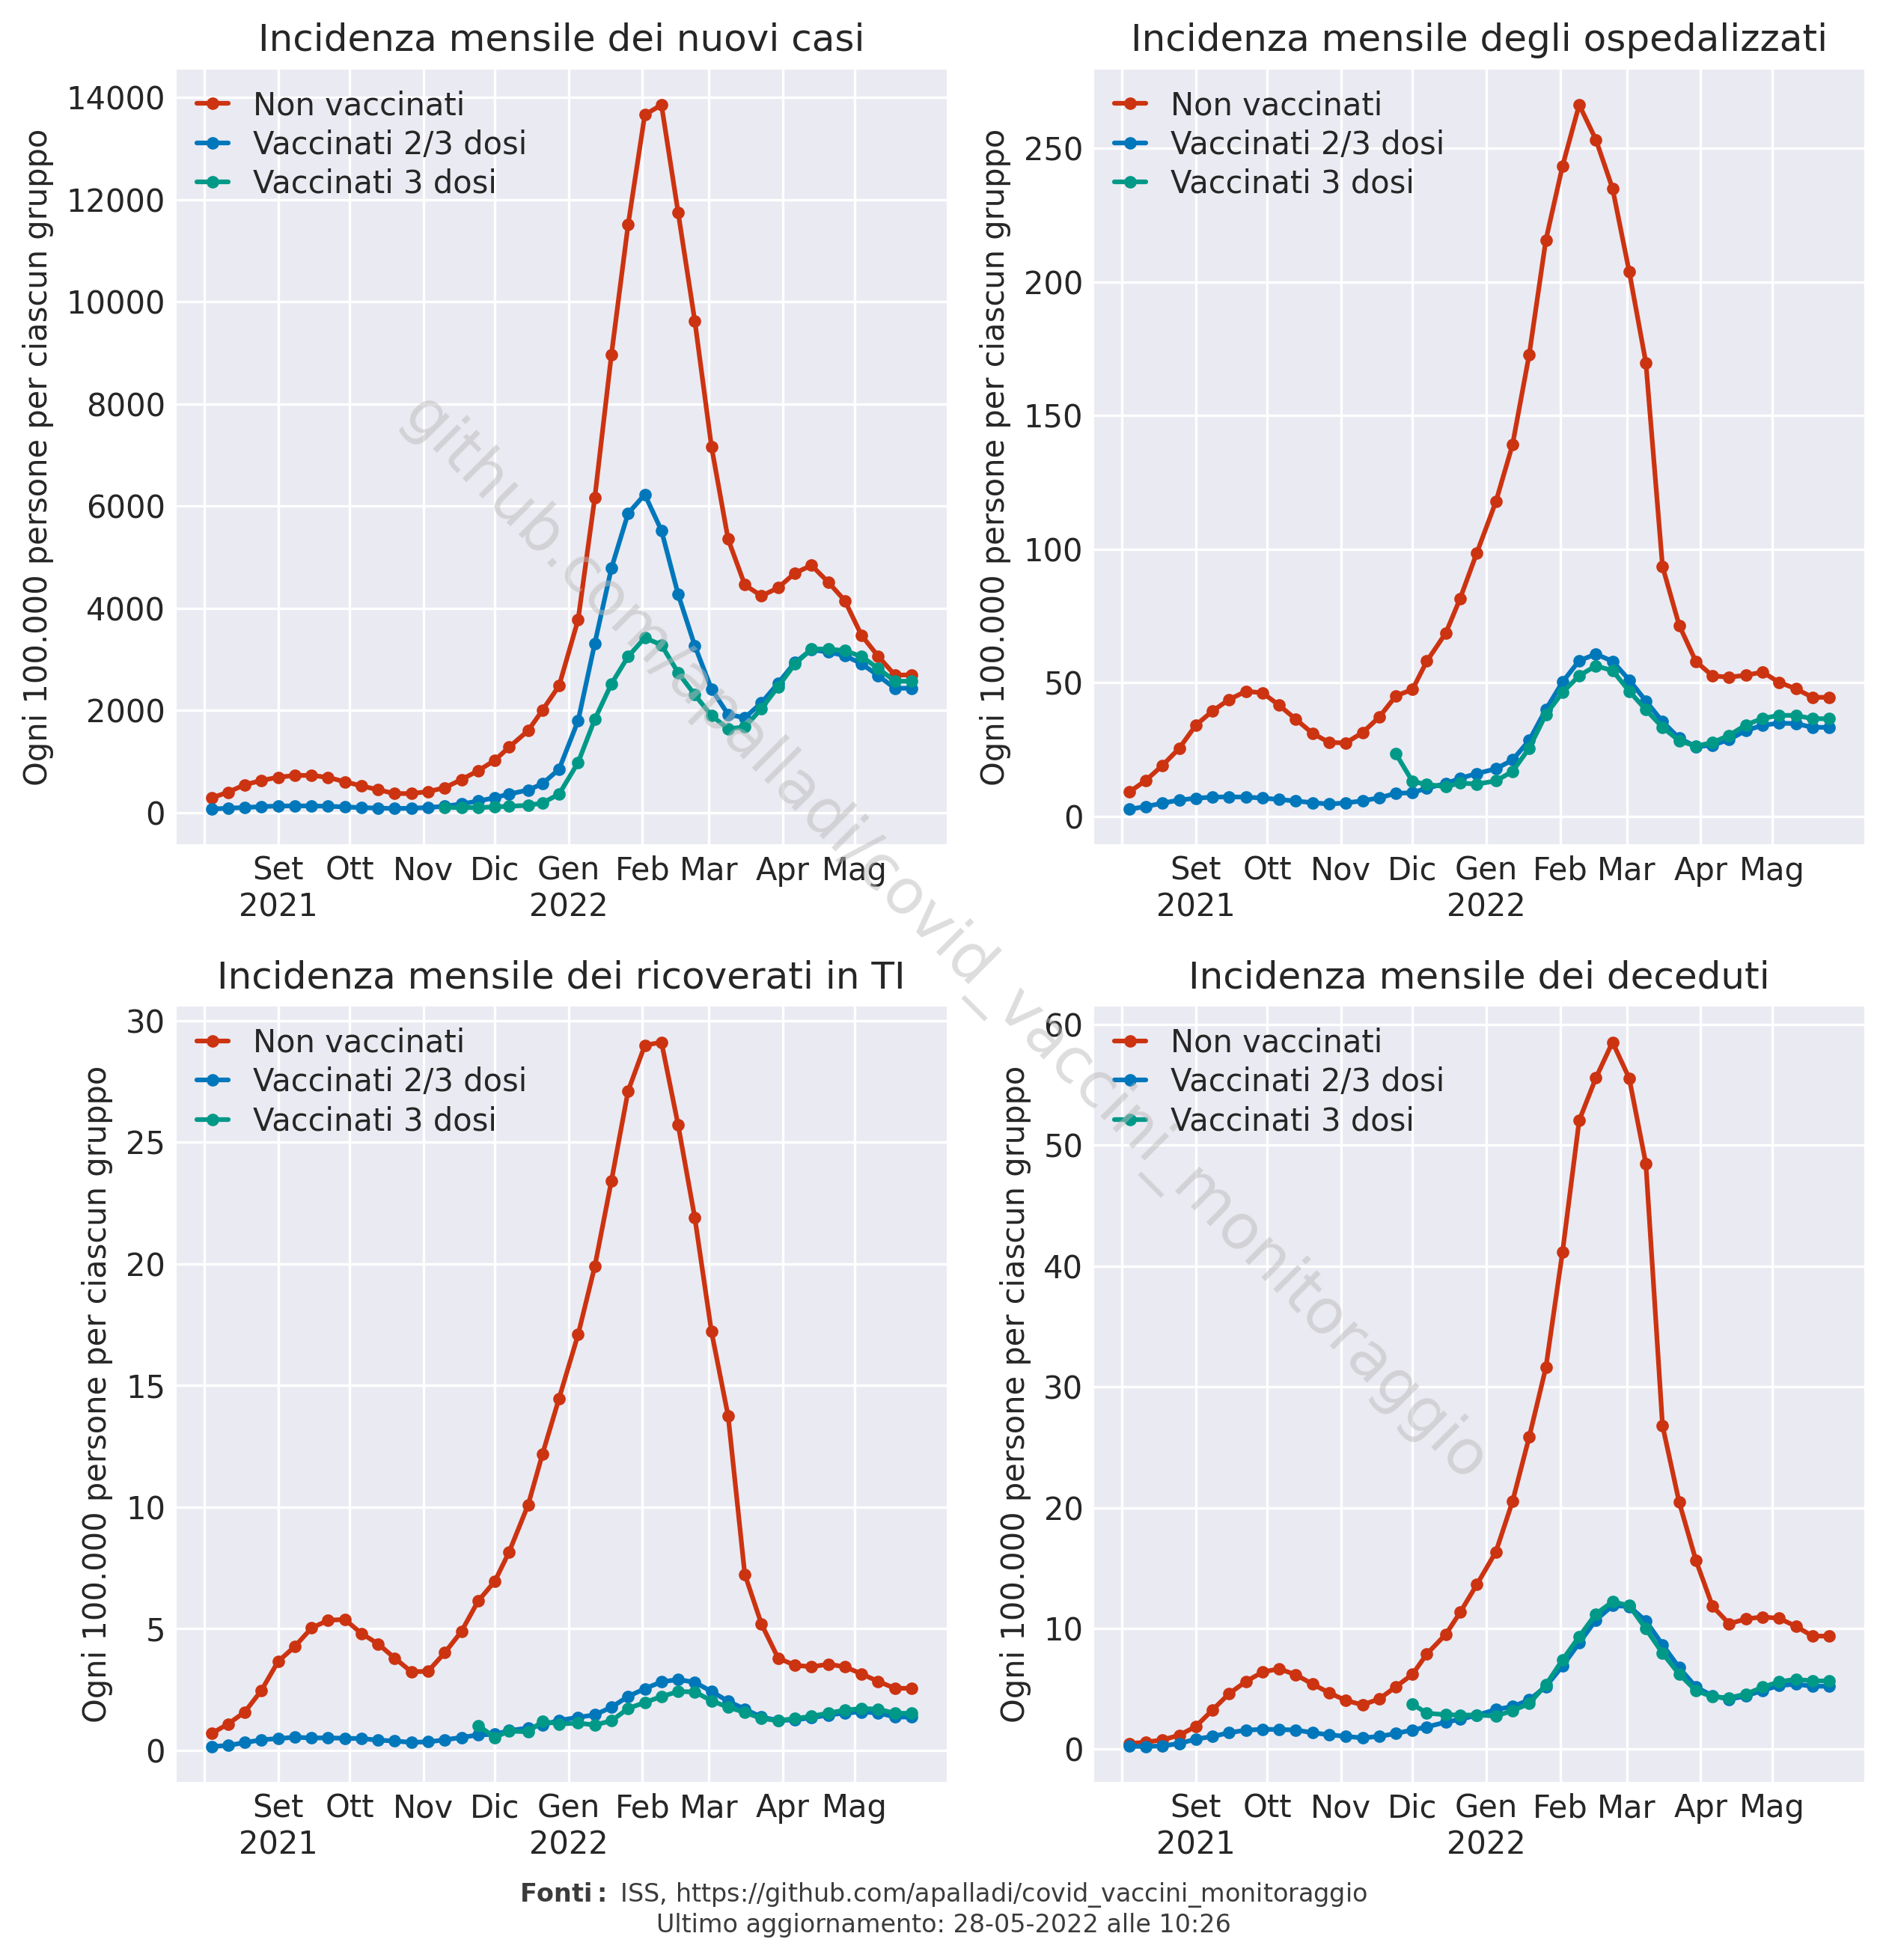 Incidenza mensile dei nuovi casi
Ogni 100.000 persone per ciascun gruppo
14000
12000
10000
8000
6000
4000
2000
0
Non vaccinati
Vaccinati 2/3 dosi
Vaccinati 3 dosi
Set Ott Nov Dic Gen Feb Mar Apr Mag
2021 2022
Incidenza mensile degli ospedalizzati
Ogni 100.000 persone per ciascun gruppo
250
200
150
100
50
0
Non vaccinati
Vaccinati 2/3 dosi
Vaccinati 3 dosi
Set Ott Nov Dic Gen Feb Mar Apr Mag
2021 2022
Incidenza mensile dei ricoverati in TI
Ogni 100.000 persone per ciascun gruppo
30
25
20
15
10
5
0
Non vaccinati
Vaccinati 2/3 dosi
Vaccinati 3 dosi
Set Ott Nov Dic Gen Feb Mar Apr Mag
2021 2022
Incidenza mensile dei deceduti
Ogni 100.000 persone per ciascun gruppo
60
50
40
30
20
10
0
Non vaccinati
Vaccinati 2/3 dosi
Vaccinati 3 dosi
Set Ott Nov Dic Gen Feb Mar Apr Mag
2021 2022
github.com/apalladi/covid_vaccini_monitoraggio
Fonti: ISS, https://github.com/apalladi/covid_vaccini_monitoraggio
Ultimo aggiornamento: 28-05-2022 alle 10:26